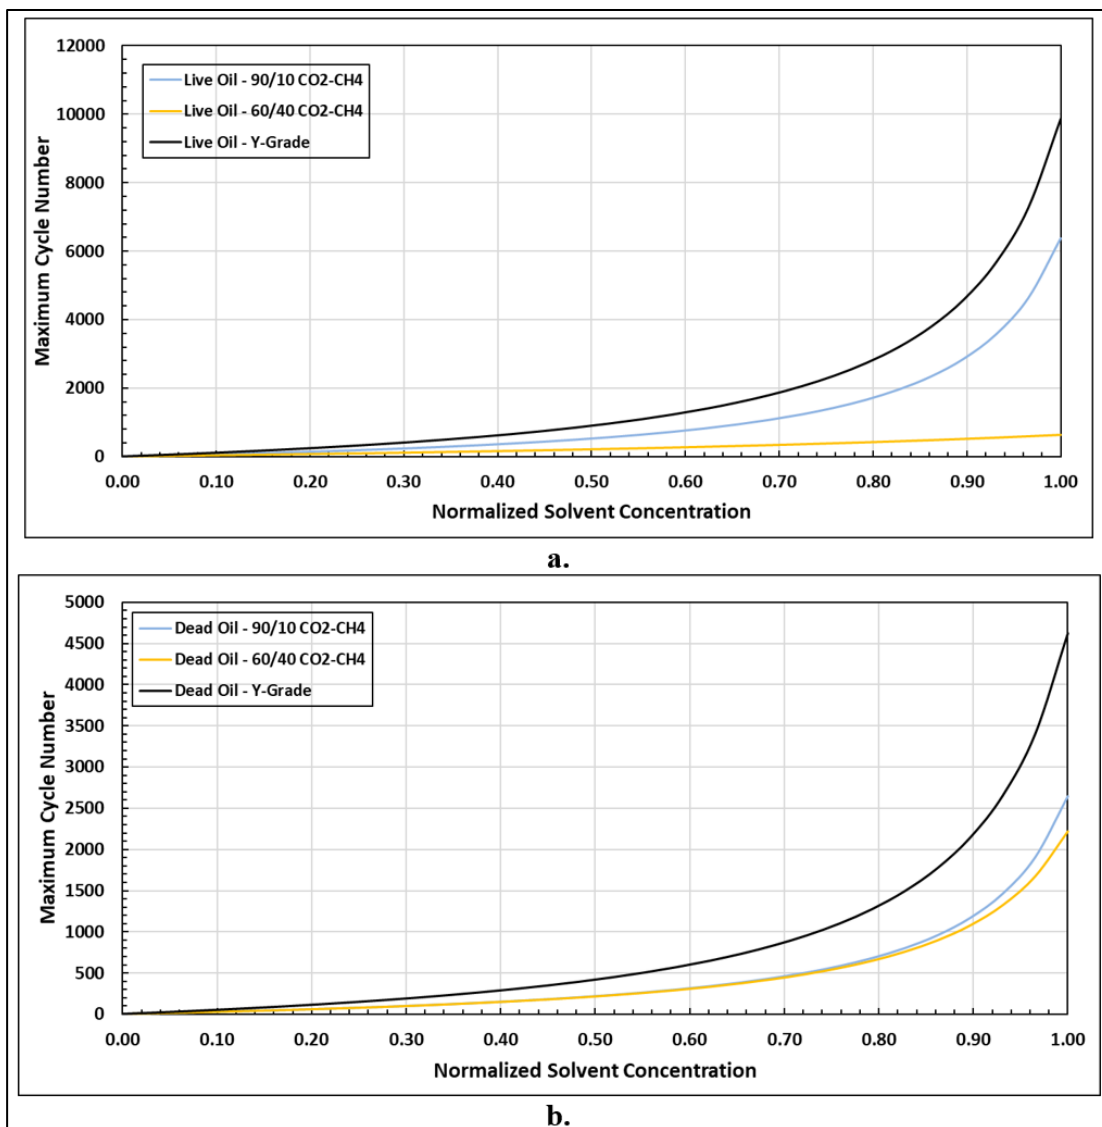 12000
10000
8000
6000
4000
2000
0
Maximum Cycle Number
Live Oil - 90/10 CO2-CH4
Live Oil - 60/40 CO2-CH4
Live Oil - Y-Grade
0.00 0.10 0.20 0.30 0.40 0.50 0.60 0.70 0.80 0.90 1.00
Normalized Solvent Concentration
a.
5000
4500
4000
3500
3000
2500
2000
1500
1000
500
0
Maximum Cycle Number
Dead Oil - 90/10 CO2-CH4
Dead Oil - 60/40 CO2-CH4
Dead Oil - Y-Grade
0.00 0.10 0.20 0.30 0.40 0.50 0.60 0.70 0.80 0.90 1.00
Normalized Solvent Concentration
b.